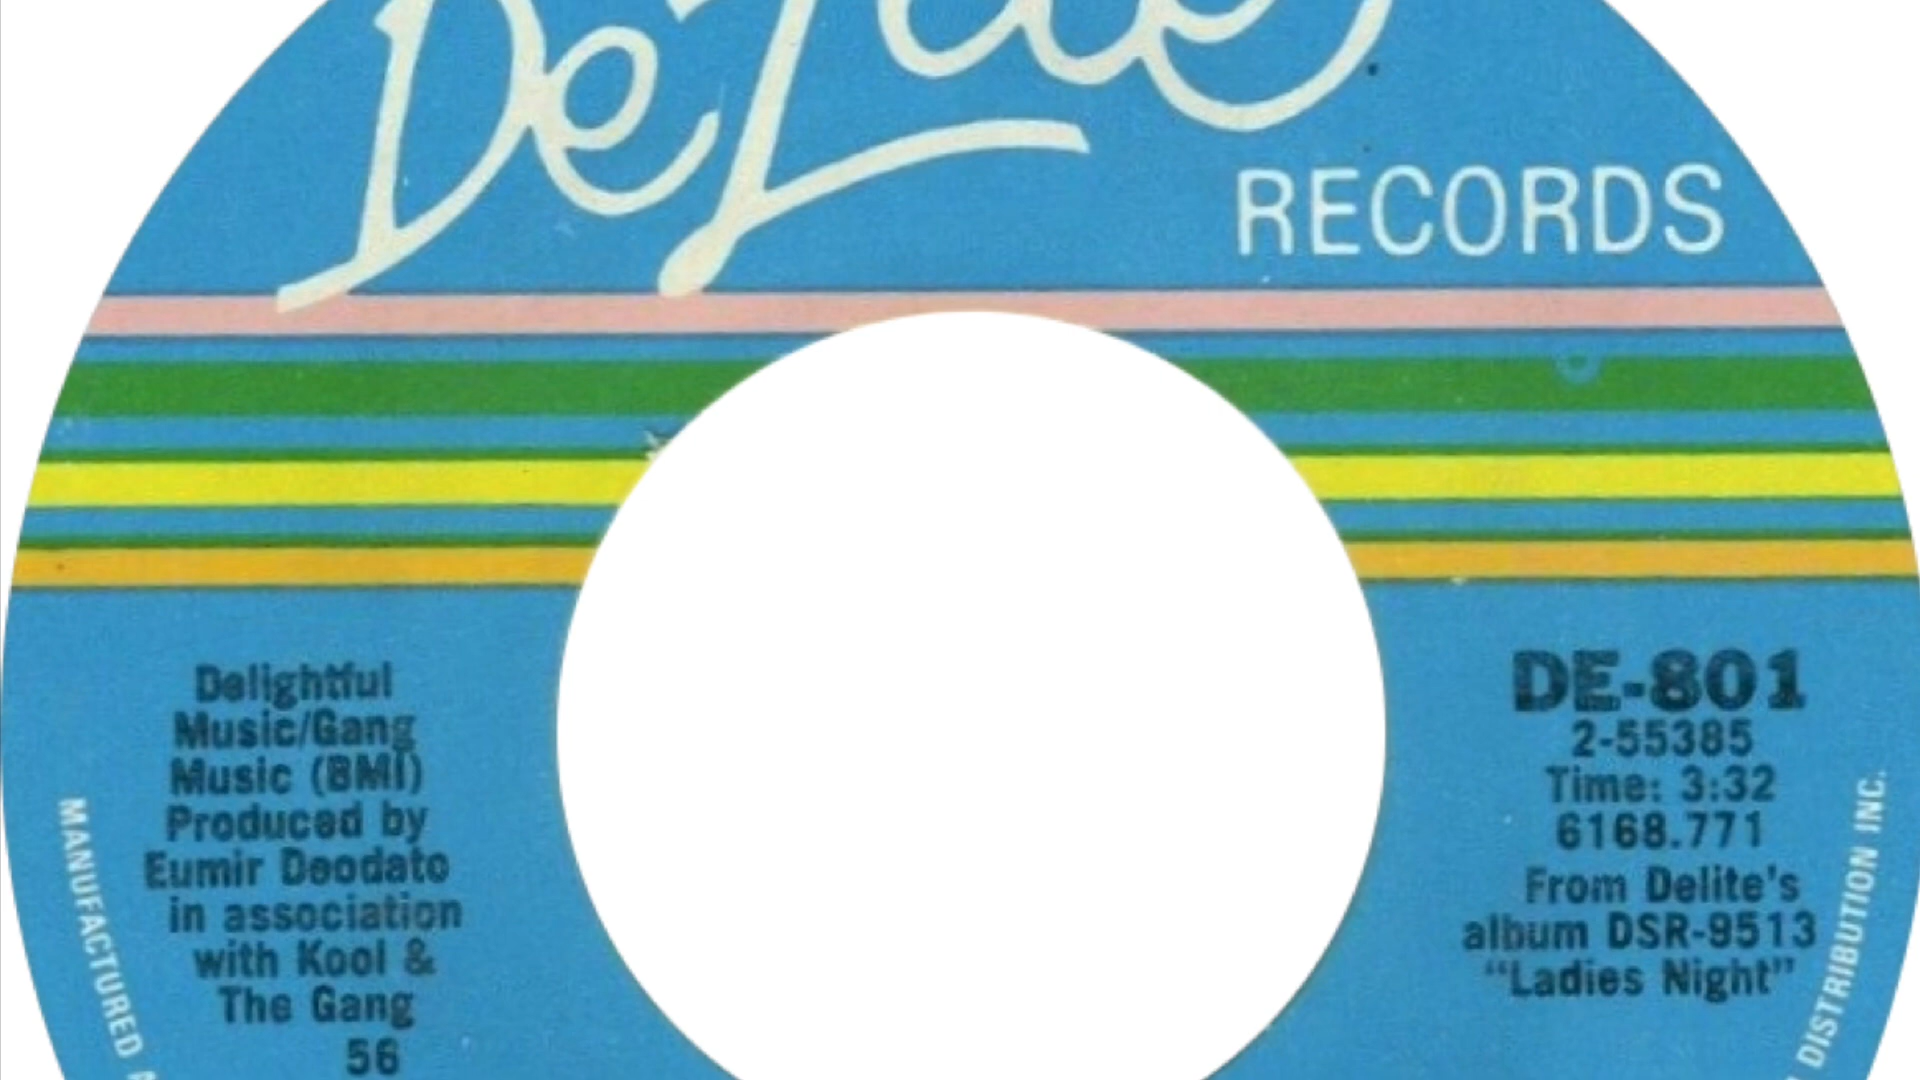 De-Lite
RECORDS
Delightful
Music/Gang
Music (BMI)
Produced by
Eumir Deodato
in association
with Kool &
The Gang
56
DE-801
2-55385
Time: 3:32
6168.771
From Delite's
album DSR-9513
"Ladies Night"
MANUFACTURED
DISTRIBUTION INC.